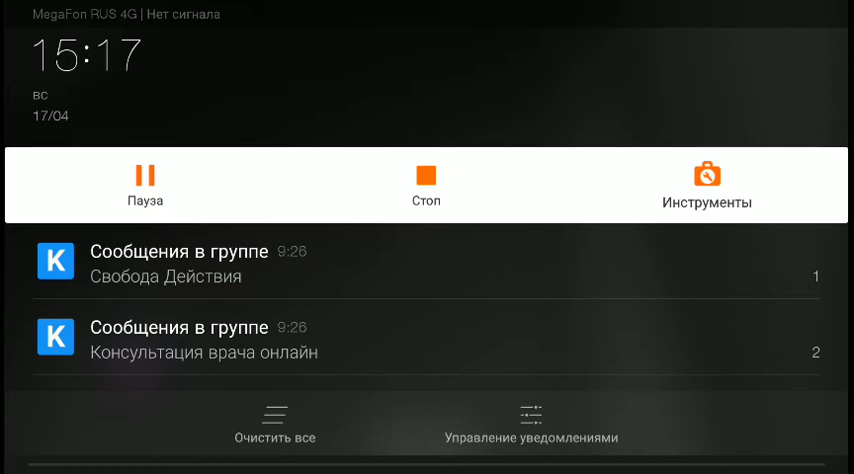 MegaFon RUS 4G | Нет сигнала
15:17
ВС
17/04
Пауза
Стоп
Инструменты
K
Сообщения в группе 9:26
Свобода Действия 1
K
Сообщения в группе 9:26
Консультация врача онлайн 2
Очистить все
Управление уведомлениями